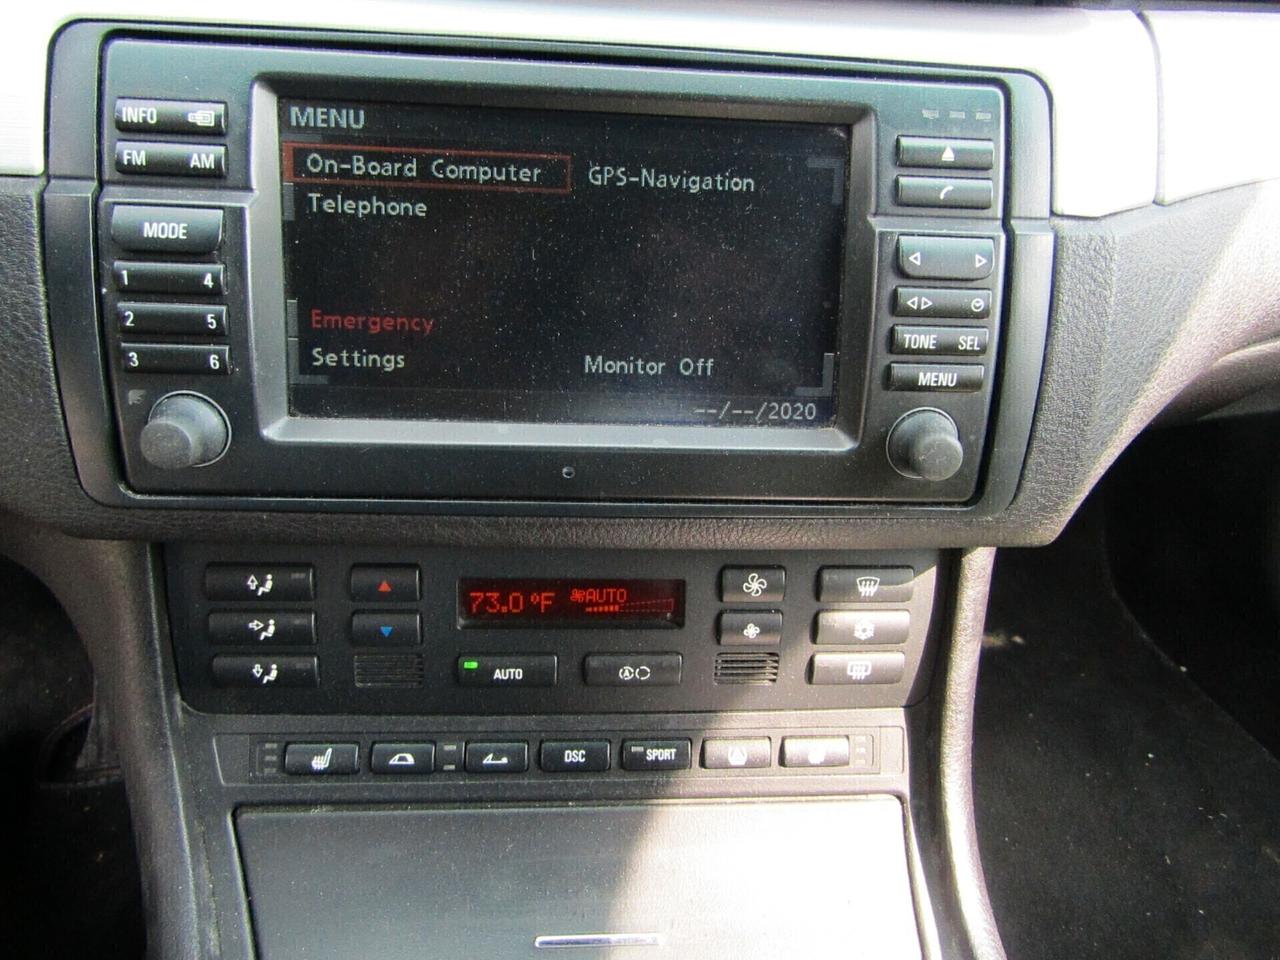 MENU
INFO
On-Board Computer
GPS-Navigation
FM AM
Telephone
MODE
1 4
2 5
3 6
Emergency
Settings
Monitor Off
--/--/2020
TONE SEL
MENU
73.0 °F AUTO
AUTO
A
DSC
SPORT